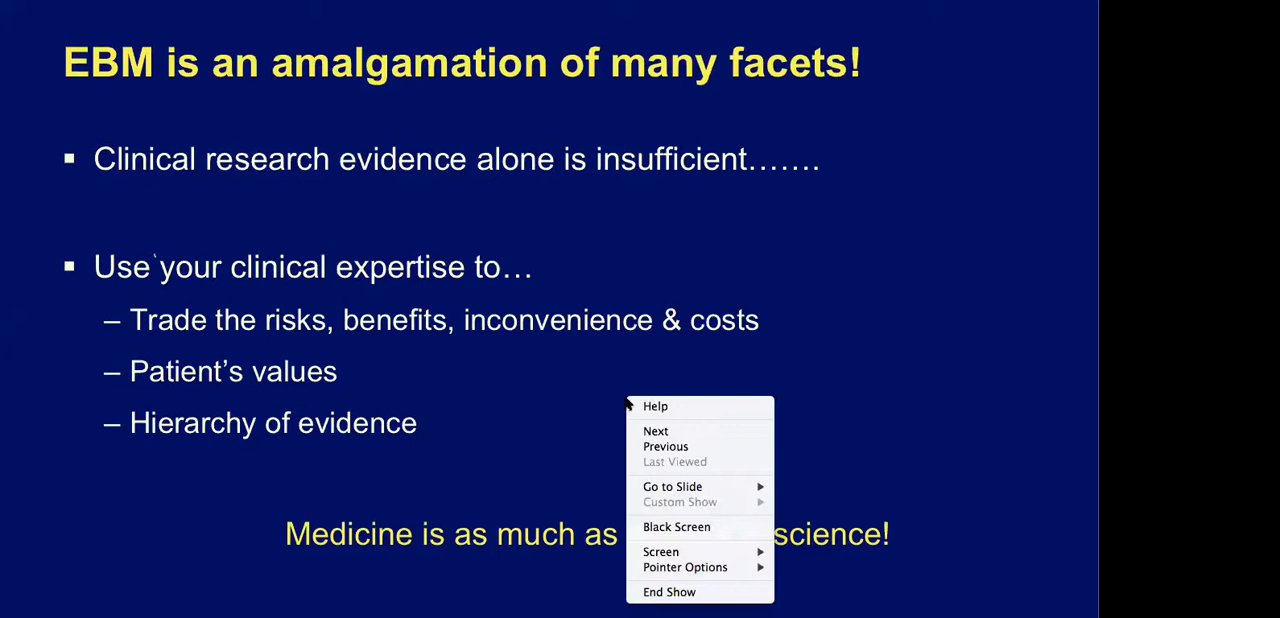 EBM is an amalgamation of many facets!
▪ Clinical research evidence alone is insufficient.......
▪ Use your clinical expertise to…
– Trade the risks, benefits, inconvenience & costs
– Patient’s values
– Hierarchy of evidence
Medicine is as much as science!
Help
Next
Previous
Last Viewed
Go to Slide
Custom Show
Black Screen
Screen
Pointer Options
End Show